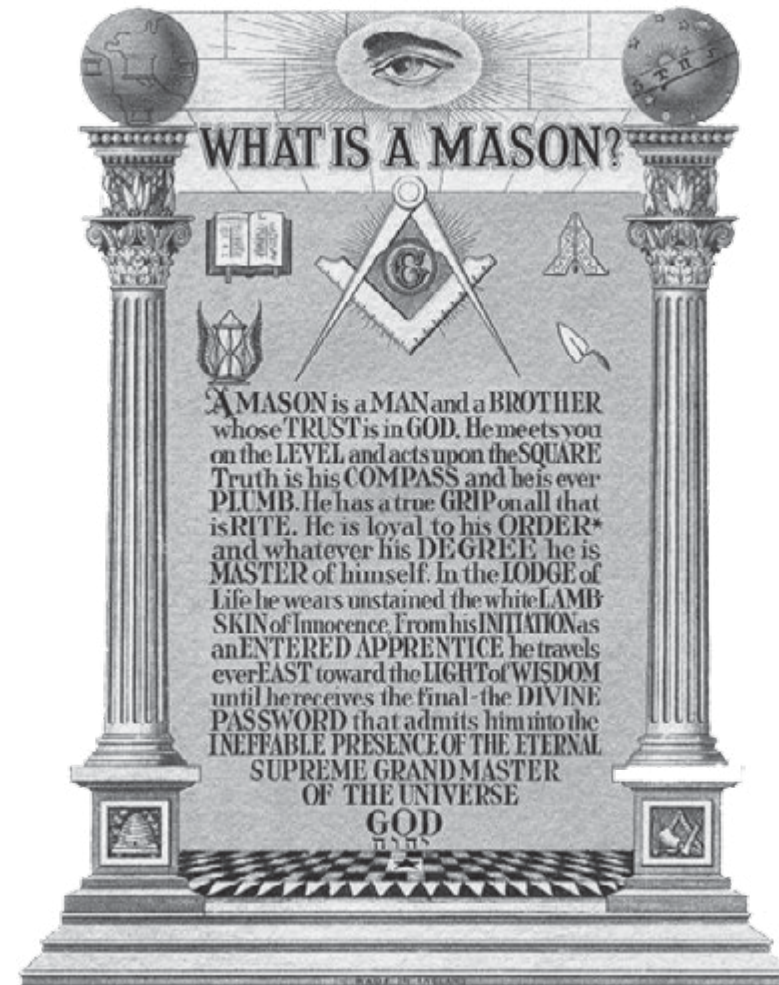 S T Π S
WHAT IS A MASON?
G
A MASON is a MAN and a BROTHER
whose TRUST is in GOD. He meets you
on the LEVEL and acts upon the SQUARE
Truth is his COMPASS and he is ever
PLUMB. He has a true GRIP on all that
is RITE. He is loyal to his ORDER*
and whatever his DEGREE he is
MASTER of himself. In the LODGE of
Life he wears unstained the white LAMB-
SKIN of Innocence. From his INITIATION as
an ENTERED APPRENTICE he travels
ever EAST toward the LIGHT of WISDOM
until he receives the final - the DIVINE
PASSWORD that admits him into the
INEFFABLE PRESENCE OF THE ETERNAL
SUPREME GRAND MASTER
OF THE UNIVERSE
GOD
יהוה
MADE IN